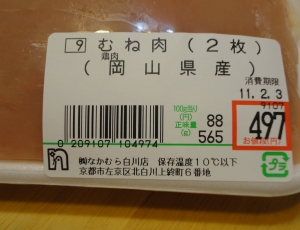 9 むね肉(2枚)
鶏肉
(岡山県産)
消費期限
11.2.3
9107
100g当り(円) 88
正味量(g) 565
497
お値段(円)
0 209107 104974
㈱なかむら白川店 保存温度10℃以下
京都市左京区北白川上終町6番地
プラ